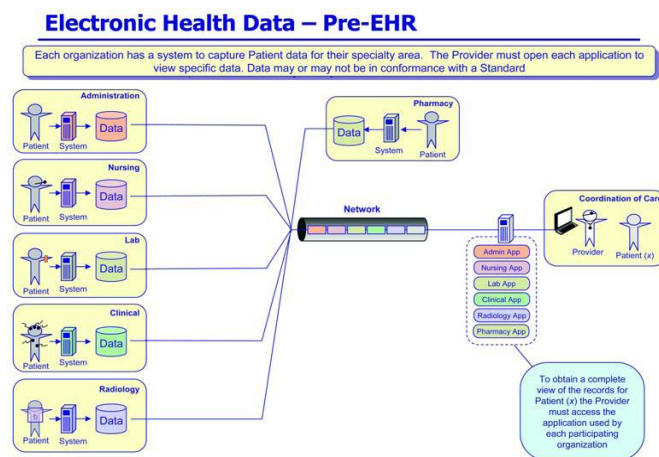 Electronic Health Data – Pre-EHR
Each organization has a system to capture Patient data for their specialty area. The Provider must open each application to
view specific data. Data may or may not be in conformance with a Standard
Administration
Data
Patient
System
Nursing
Data
Patient
System
Lab
Data
Patient
System
Clinical
Data
Patient
System
Radiology
Data
Patient
System
Pharmacy
Data
System
Patient
Network
Admin App
Nursing App
Lab App
Clinical App
Radiology App
Pharmacy App
Coordination of Care
Provider
Patient (x)
To obtain a complete
view of the records for
Patient (x) the Provider
must access the
application used by
each participating
organization